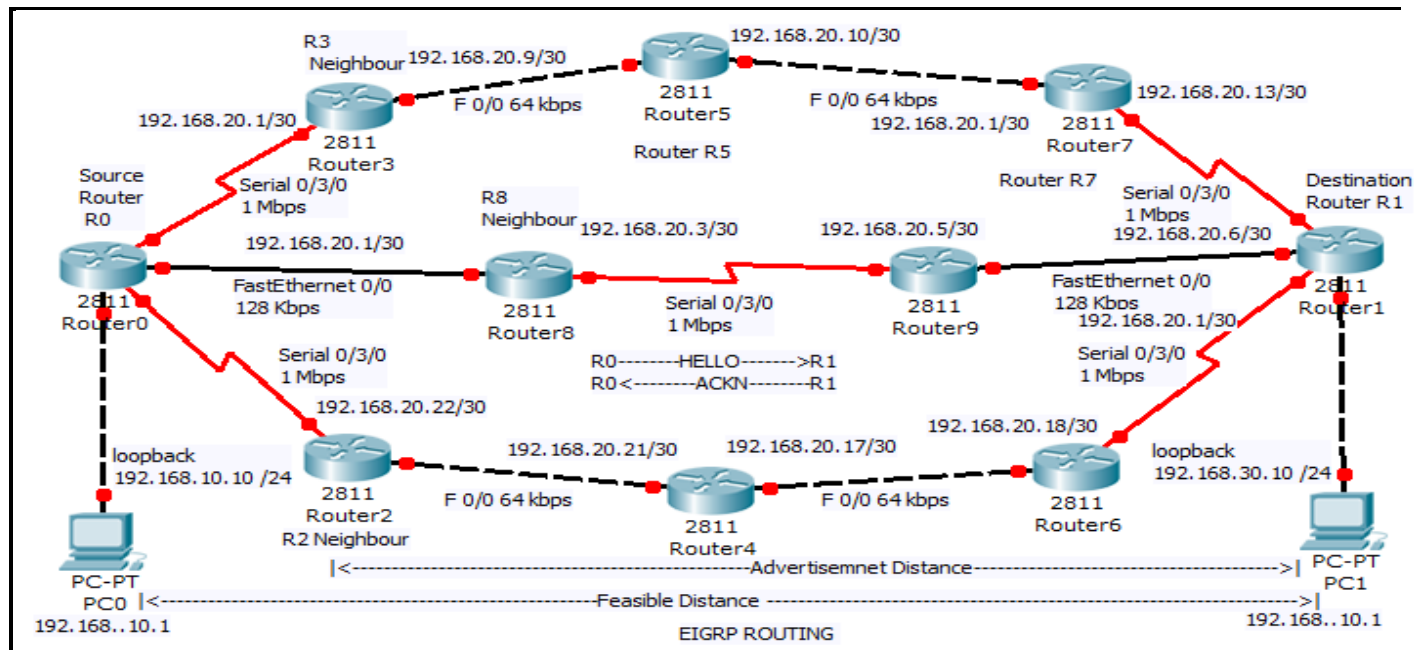 R3
Neighbour
192.168.20.9/30
192.168.20.10/30
2811
Router3
F 0/0 64 kbps
2811
Router5
Router R5
F 0/0 64 kbps
192.168.20.1/30
192.168.20.13/30
2811
Router7
Router R7
192.168.20.1/30
Serial 0/3/0
1 Mbps
Source
Router
R0
2811
Router0
192.168.20.1/30
FastEthernet 0/0
128 Kbps
R8
Neighbour
192.168.20.3/30
2811
Router8
Serial 0/3/0
1 Mbps
192.168.20.5/30
2811
Router9
Serial 0/3/0
1 Mbps
192.168.20.6/30
FastEthernet 0/0
128 Kbps
Destination
Router R1
2811
Router1
192.168.20.1/30
Serial 0/3/0
1 Mbps
R0--------HELLO------->R1
R0<--------ACKN--------R1
Serial 0/3/0
1 Mbps
192.168.20.22/30
2811
Router2
R2 Neighbour
F 0/0 64 kbps
192.168.20.21/30
2811
Router4
192.168.20.17/30
F 0/0 64 kbps
192.168.20.18/30
2811
Router6
loopback
192.168.10.10 /24
PC-PT
PC0
192.168..10.1
loopback
192.168.30.10 /24
PC-PT
PC1
192.168..10.1
|<--------------------Advertisemnet Distance--------------------->|
|<--------------------Feasible Distance --------------------->|
EIGRP ROUTING